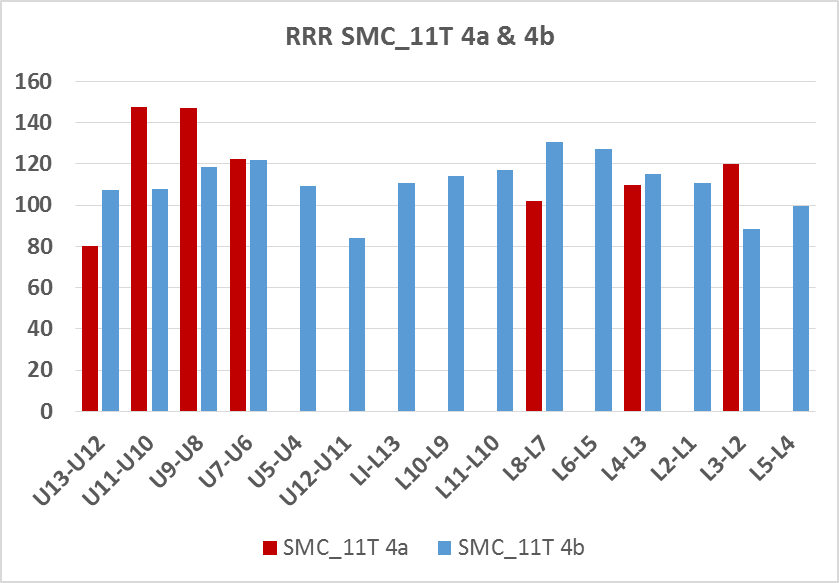 RRR SMC_11T 4a & 4b
160
140
120
100
80
60
40
20
0
U13-U12
U11-U10
U9-U8
U7-U6
U5-U4
U12-U11
LI-L13
L10-L9
L11-L10
L8-L7
L6-L5
L4-L3
L2-L1
L3-L2
L5-L4
SMC_11T 4a
SMC_11T 4b